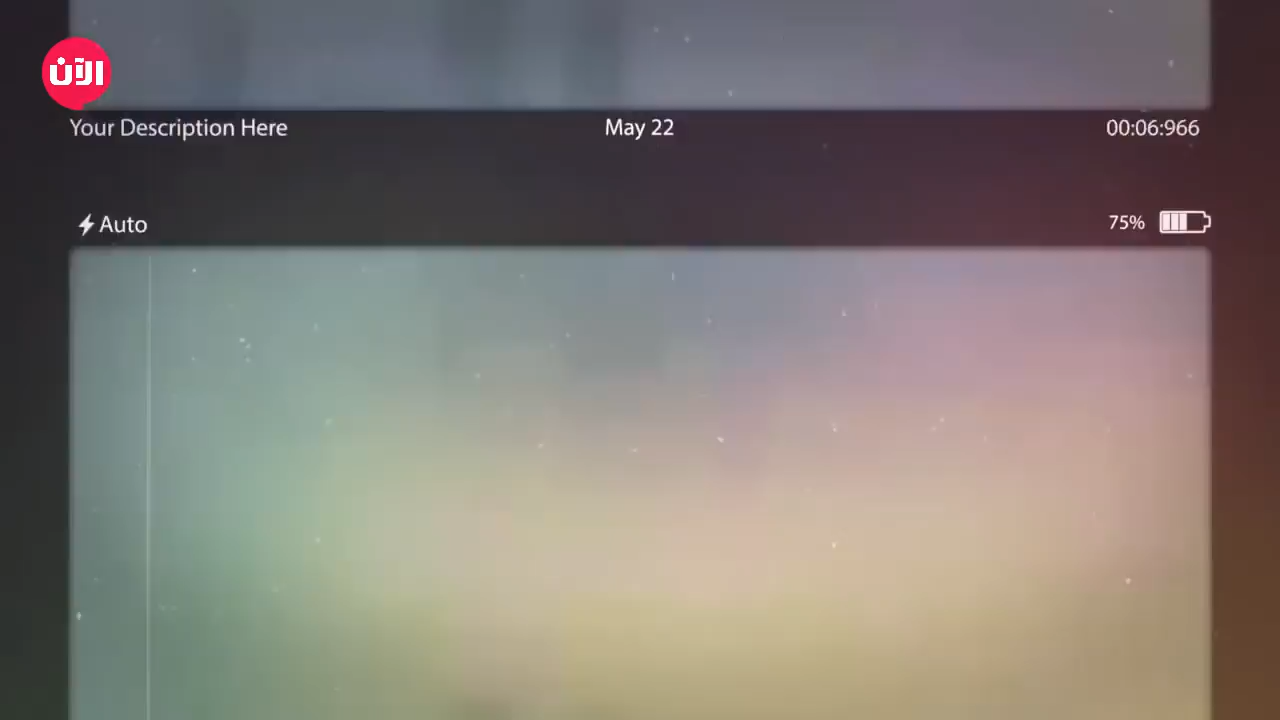 الآن
Your Description Here
May 22
00:06:966
Auto
75%